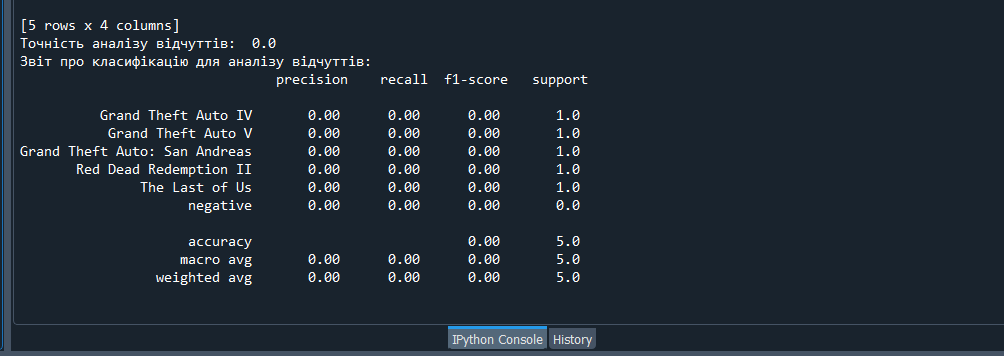 [5 rows x 4 columns]
Точність аналізу відчуттів:  0.0
Звіт про класифікацію для аналізу відчуттів:
precision recall f1-score support
Grand Theft Auto IV 0.00 0.00 0.00 1.0
Grand Theft Auto V 0.00 0.00 0.00 1.0
Grand Theft Auto: San Andreas 0.00 0.00 0.00 1.0
Red Dead Redemption II 0.00 0.00 0.00 1.0
The Last of Us 0.00 0.00 0.00 1.0
negative 0.00 0.00 0.00 0.0
accuracy 0.00 5.0
macro avg 0.00 0.00 0.00 5.0
weighted avg 0.00 0.00 0.00 5.0
IPython Console History